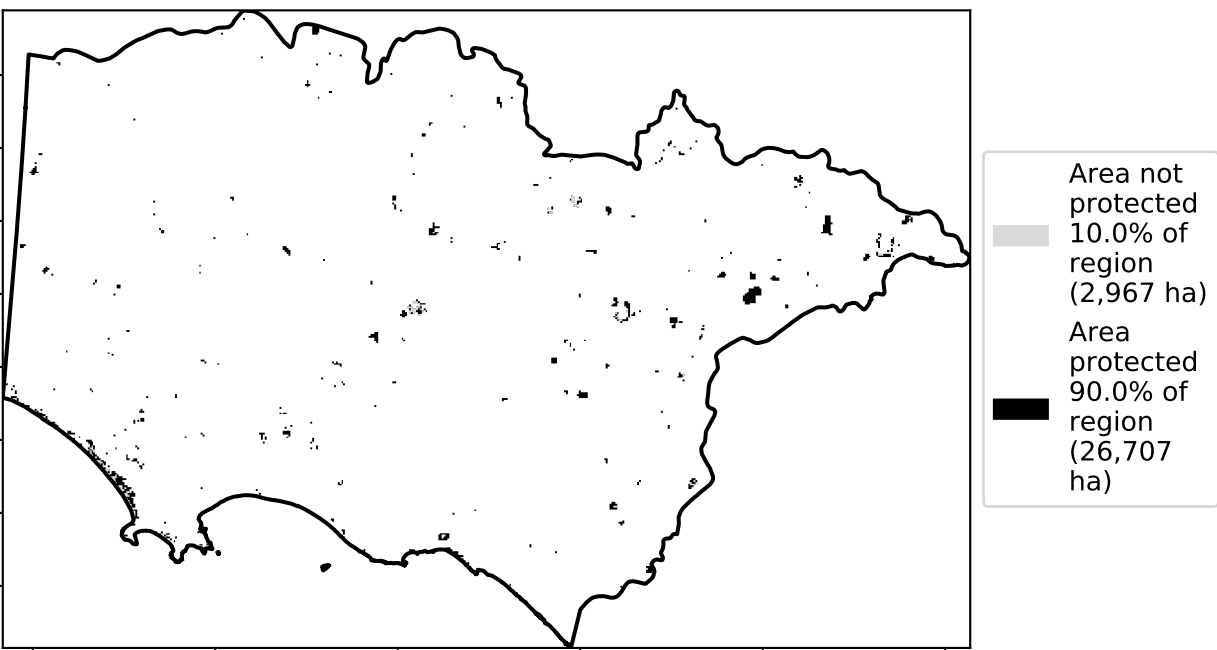 Area not
protected
10.0% of
region
(2,967 ha)
Area
protected
90.0% of
region
(26,707
ha)